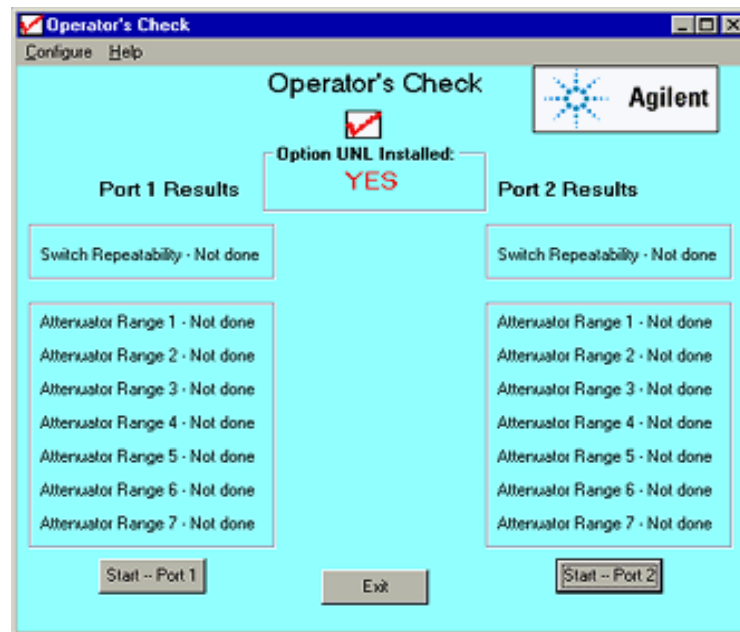 Operator's Check
Configure Help
Operator's Check
Agilent
Option UNL Installed:
YES
Port 1 Results
Port 2 Results
Switch Repeatability - Not done
Switch Repeatability - Not done
Attenuator Range 1 - Not done
Attenuator Range 2 - Not done
Attenuator Range 3 - Not done
Attenuator Range 4 - Not done
Attenuator Range 5 - Not done
Attenuator Range 6 - Not done
Attenuator Range 7 - Not done
Attenuator Range 1 - Not done
Attenuator Range 2 - Not done
Attenuator Range 3 - Not done
Attenuator Range 4 - Not done
Attenuator Range 5 - Not done
Attenuator Range 6 - Not done
Attenuator Range 7 - Not done
Start -- Port 1
Exit
Start -- Port 2